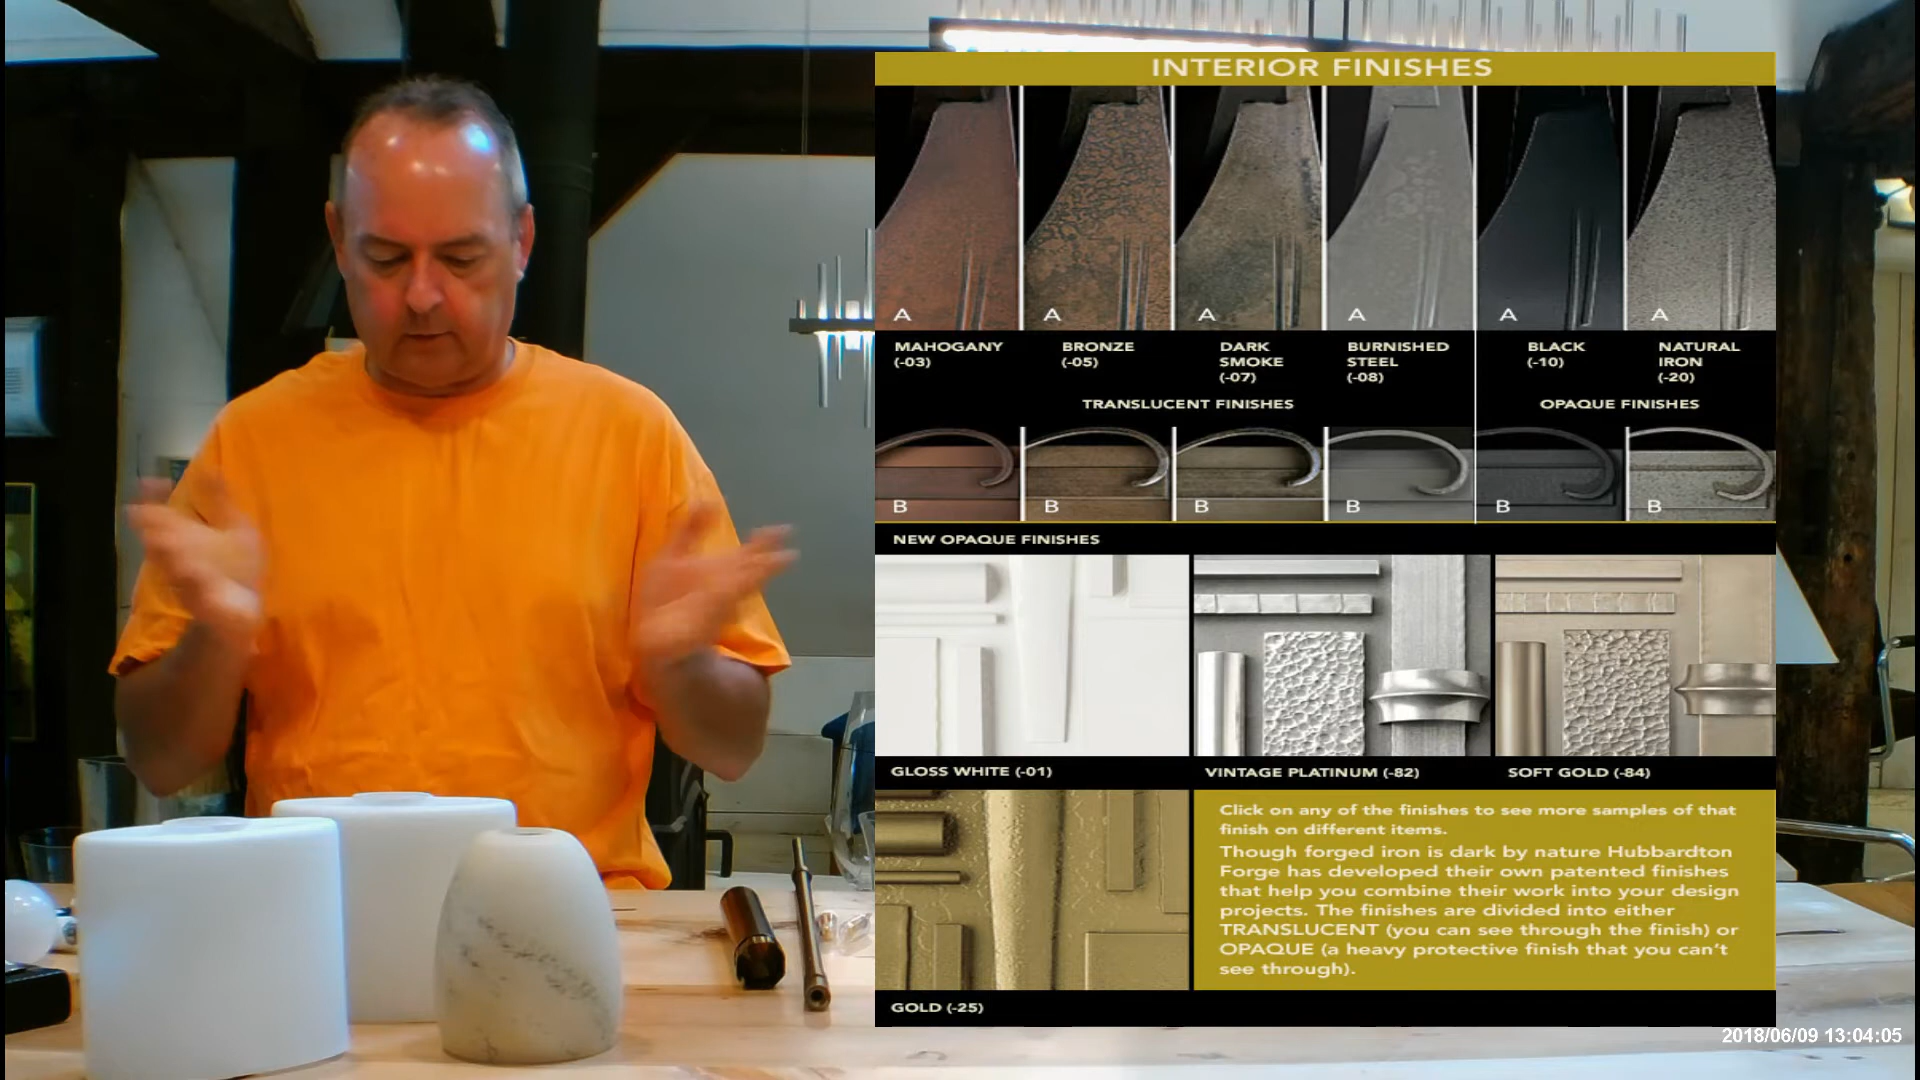 INTERIOR FINISHES
A A A A A A
MAHOGANY
(-03)
BRONZE
(-05)
DARK
SMOKE
(-07)
BURNISHED
STEEL
(-08)
BLACK
(-10)
NATURAL
IRON
(-20)
TRANSLUCENT FINISHES
OPAQUE FINISHES
B B B B B B
NEW OPAQUE FINISHES
GLOSS WHITE (-01)
VINTAGE PLATINUM (-82)
SOFT GOLD (-84)
Click on any of the finishes to see more samples of that
finish on different items.
Though forged iron is dark by nature Hubbardton
Forge has developed their own patented finishes
that help you combine their work into your design
projects. The finishes are divided into either
TRANSLUCENT (you can see through the finish) or
OPAQUE (a heavy protective finish that you can't
see through).
GOLD (-25)
2018/06/09 13:04:05